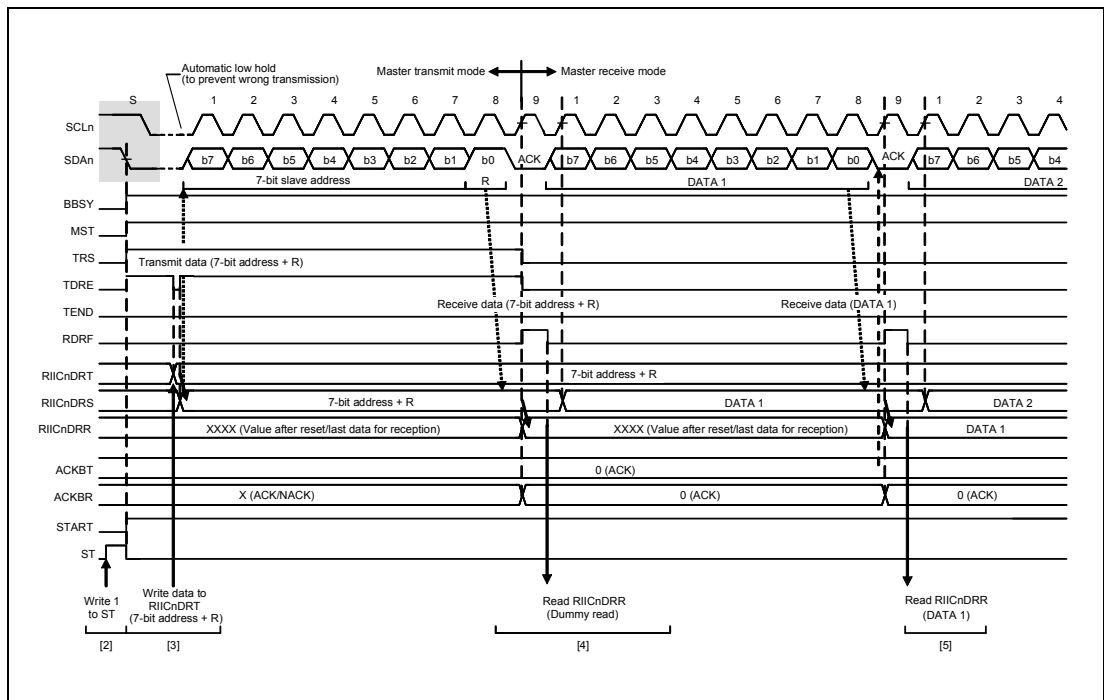 Automatic low hold
(to prevent wrong transmission)
Master transmit mode
Master receive mode
S 1 2 3 4 5 6 7 8 9 1 2 3 4 5 6 7 8 9 1 2 3 4
SCLn
SDAn b7 b6 b5 b4 b3 b2 b1 b0 ACK b7 b6 b5 b4 b3 b2 b1 b0 ACK b7 b6 b5 b4
7-bit slave address R DATA 1 DATA 2
BBSY
MST
TRS
Transmit data (7-bit address + R)
TDRE
Receive data (7-bit address + R) Receive data (DATA 1)
TEND
RDRF
RIICnDRT 7-bit address + R
RIICnDRS 7-bit address + R DATA 1 DATA 2
RIICnDRR XXXX (Value after reset/last data for reception) XXXX (Value after reset/last data for reception) DATA 1
ACKBT 0 (ACK)
ACKBR X (ACK/NACK) 0 (ACK) 0 (ACK)
START
ST
Write 1
to ST
Write data to
RIICnDRT
(7-bit address + R)
Read RIICnDRR
(Dummy read)
Read RIICnDRR
(DATA 1)
[2] [3] [4] [5]